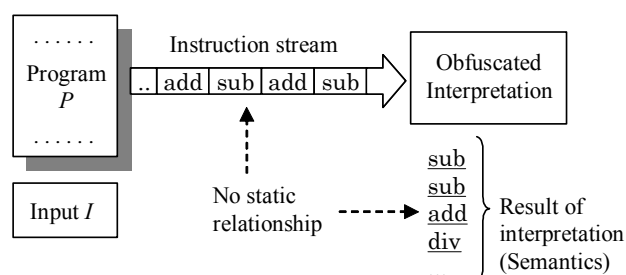 . . . . . .
Program
P
. . . . . .
Input I
Instruction stream
.. add sub add sub
Obfuscated
Interpretation
No static
relationship
sub
sub
add
div
...
Result of
interpretation
(Semantics)